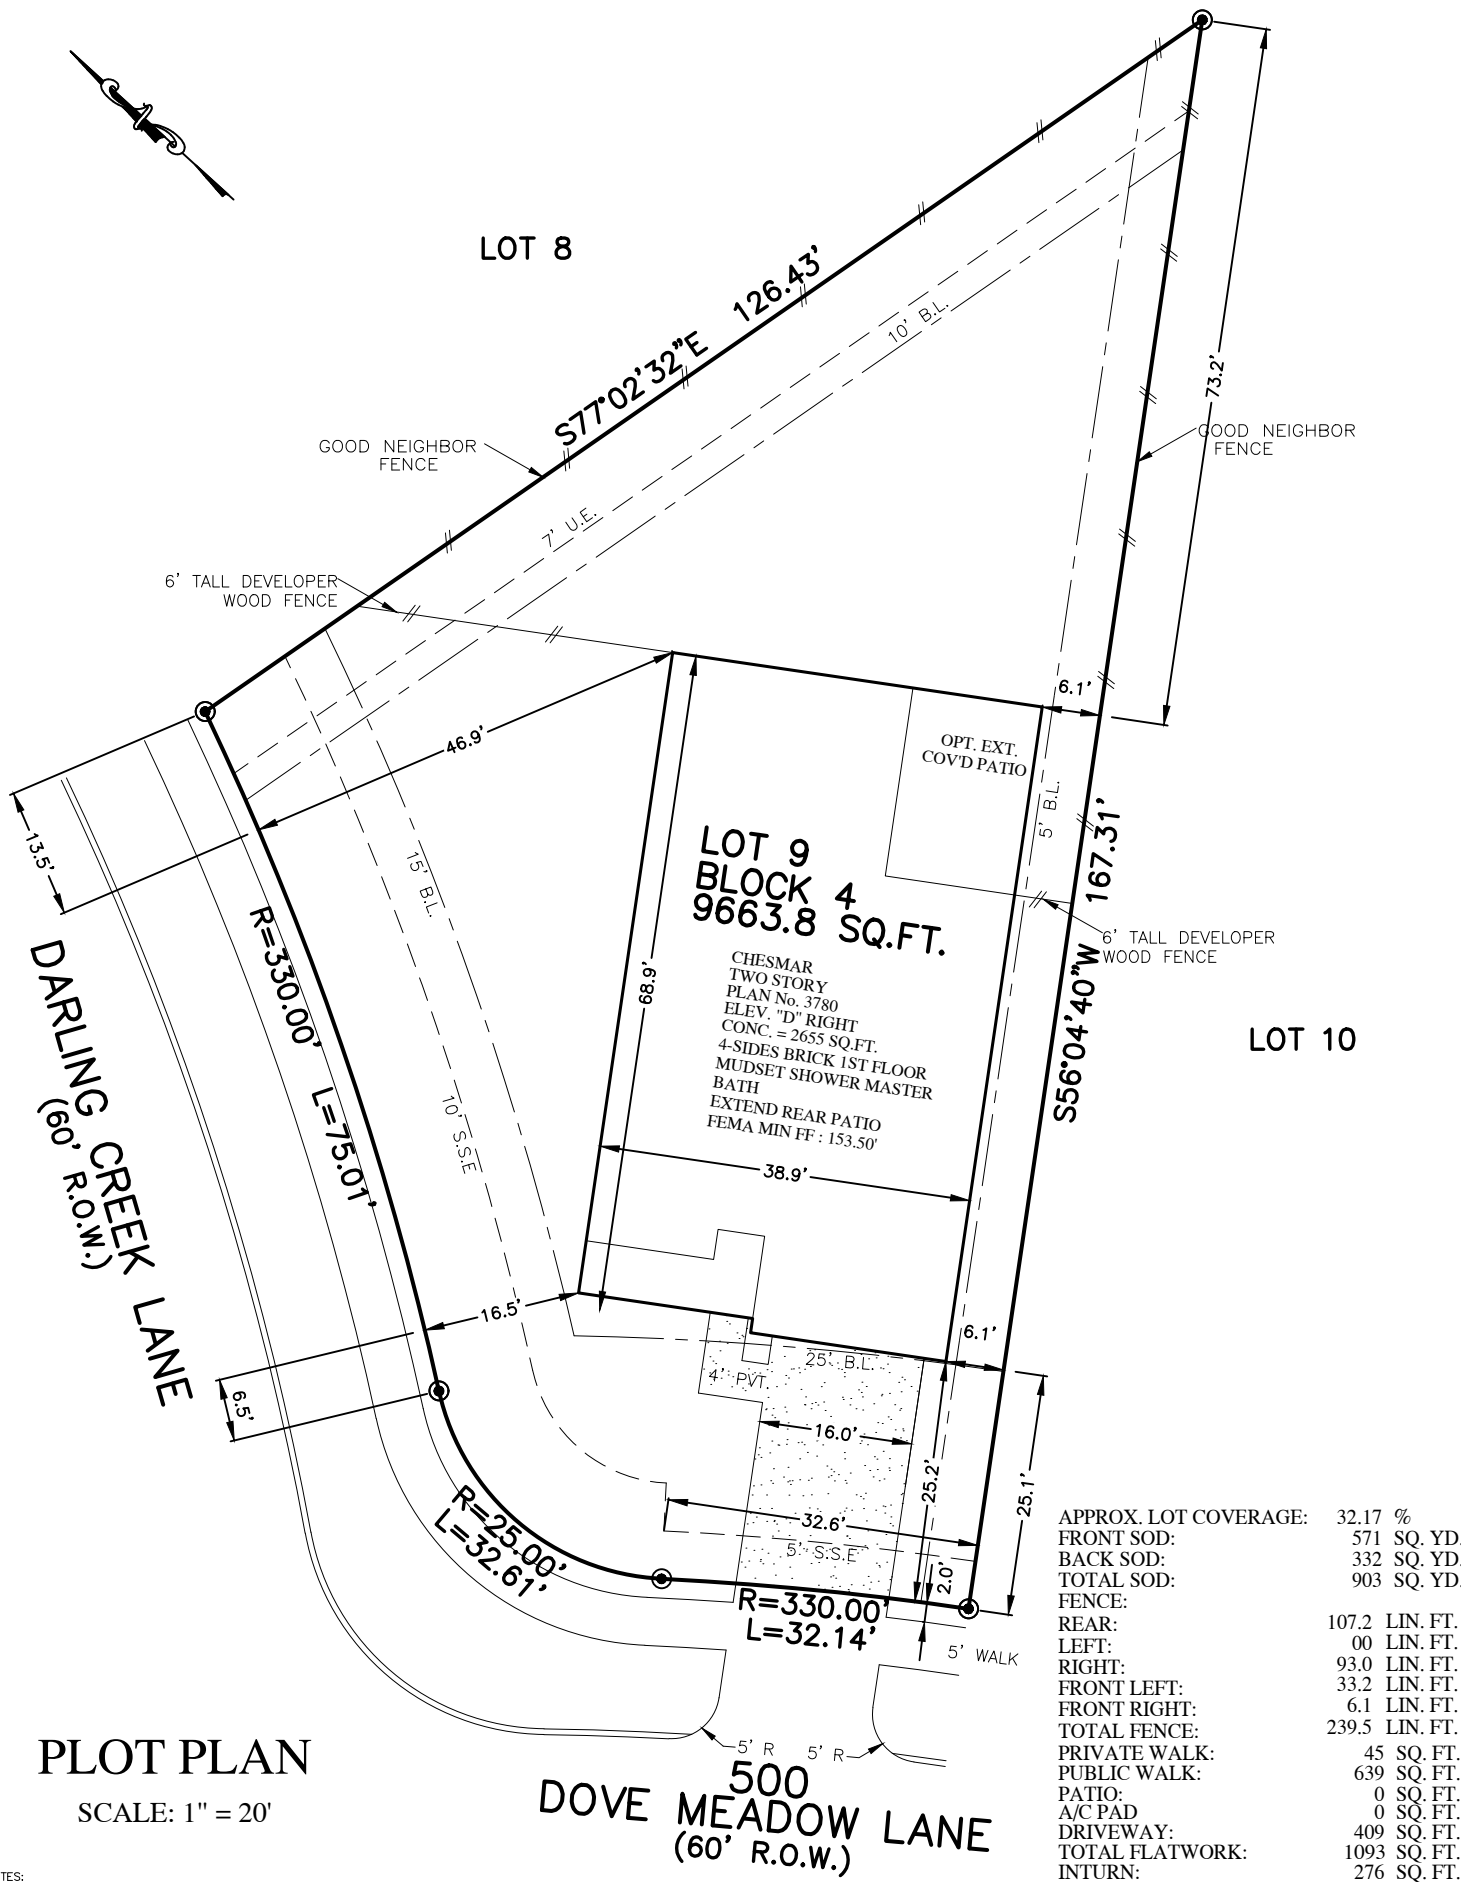 LOT 8
S77°02'32"E 126.43'
10' B.L.
7' U.E.
73.2'
GOOD NEIGHBOR
FENCE
GOOD NEIGHBOR
FENCE
6' TALL DEVELOPER
WOOD FENCE
46.9'
6.1'
OPT. EXT.
COV'D PATIO
5' B.L.
13.5'
15' B.L.
LOT 9
BLOCK 4
9663.8 SQ.FT.
S56°04'40"W 167.31'
6' TALL DEVELOPER
WOOD FENCE
CHESMAR
TWO STORY
PLAN No. 3780
ELEV. "D" RIGHT
CONC. = 2655 SQ.FT.
4-SIDES BRICK 1ST FLOOR
MUDSET SHOWER MASTER
BATH
EXTEND REAR PATIO
FEMA MIN FF : 153.50'
68.9'
LOT 10
DARLING CREEK LANE
(60' R.O.W.)
R=330.00' L=75.01'
10' S.S.E
38.9'
16.5'
6.1'
25' B.L.
4' PVT.
6.5'
16.0'
25.2'
25.1'
32.6'
5' S.S.E
2.0'
R=25.00'
L=32.61'
R=330.00'
L=32.14'
5' WALK
5' R
5' R
500
DOVE MEADOW LANE
(60' R.O.W.)
PLOT PLAN
SCALE: 1" = 20'
TES:
APPROX. LOT COVERAGE: 32.17 %
FRONT SOD: 571 SQ. YD.
BACK SOD: 332 SQ. YD.
TOTAL SOD: 903 SQ. YD.
FENCE:
REAR: 107.2 LIN. FT.
LEFT: 00 LIN. FT.
RIGHT: 93.0 LIN. FT.
FRONT LEFT: 33.2 LIN. FT.
FRONT RIGHT: 6.1 LIN. FT.
TOTAL FENCE: 239.5 LIN. FT.
PRIVATE WALK: 45 SQ. FT.
PUBLIC WALK: 639 SQ. FT.
PATIO: 0 SQ. FT.
A/C PAD 0 SQ. FT.
DRIVEWAY: 409 SQ. FT.
TOTAL FLATWORK: 1093 SQ. FT.
INTURN: 276 SQ. FT.